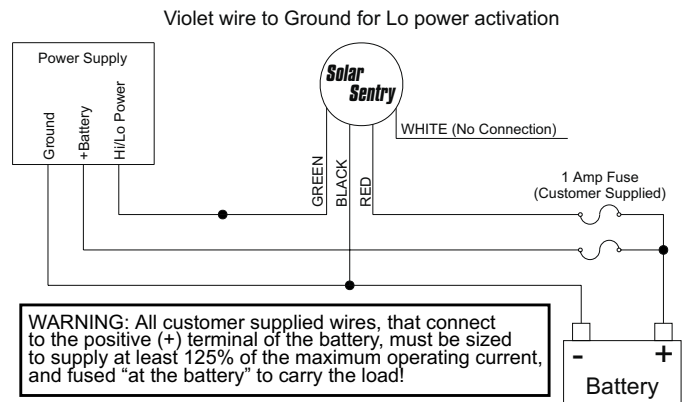 Violet wire to Ground for Lo power activation
Power Supply
Ground
+Battery
Hi/Lo Power
Solar
Sentry
WHITE (No Connection)
GREEN
BLACK
RED
1 Amp Fuse
(Customer Supplied)
WARNING: All customer supplied wires, that connect
to the positive (+) terminal of the battery, must be sized
to supply at least 125% of the maximum operating current,
and fused “at the battery” to carry the load!
- +
Battery